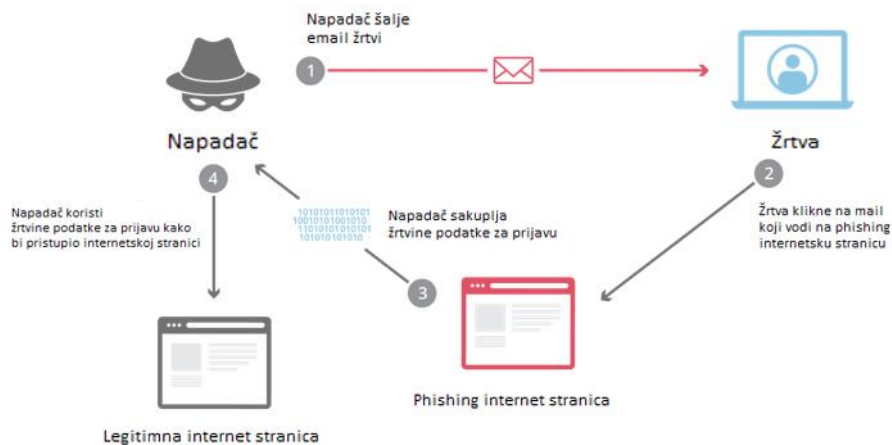 Napadač šalje
email žrtvi
1
Napadač
Žrtva
4
2
Napadač koristi
žrtvine podatke za prijavu kako
bi pristupio internetskoj stranici
10101011010101
10010101001010
11010101010101
101010101010
Napadač sakuplja
žrtvine podatke za prijavu
Žrtva klikne na mail
koji vodi na phishing
internetsku stranicu
3
Phishing internet stranica
Legitimna internet stranica